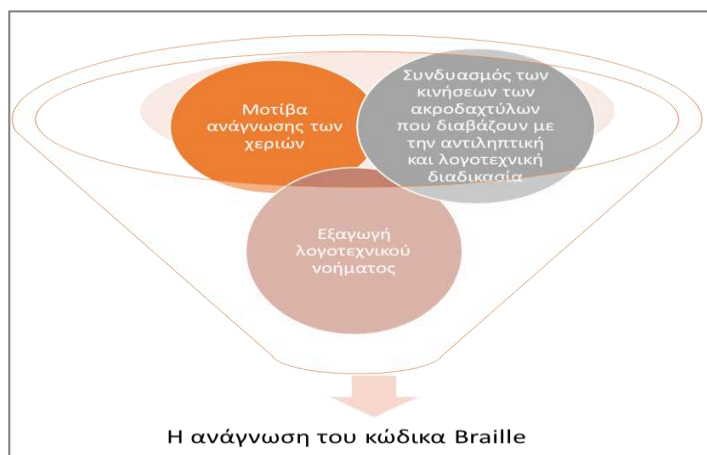 Μοτίβα
ανάγνωσης των
χεριών
Συνδυασμός των
κινήσεων των
ακροδαχτύλων
που διαβάζουν με
την αντιληπτική
και λογοτεχνική
διαδικασία
Εξαγωγή
λογοτεχνικού
νοήματος
Η ανάγνωση του κώδικα Braille